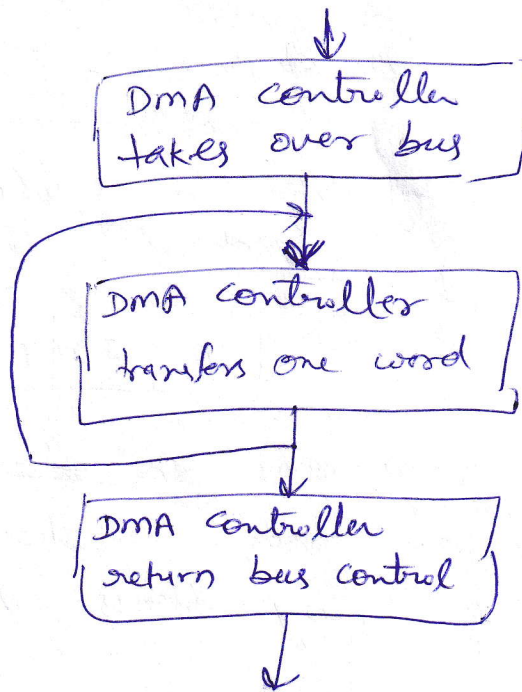 DMA controller
takes over bus
DMA controller
transfers one word
DMA controller
return bus control